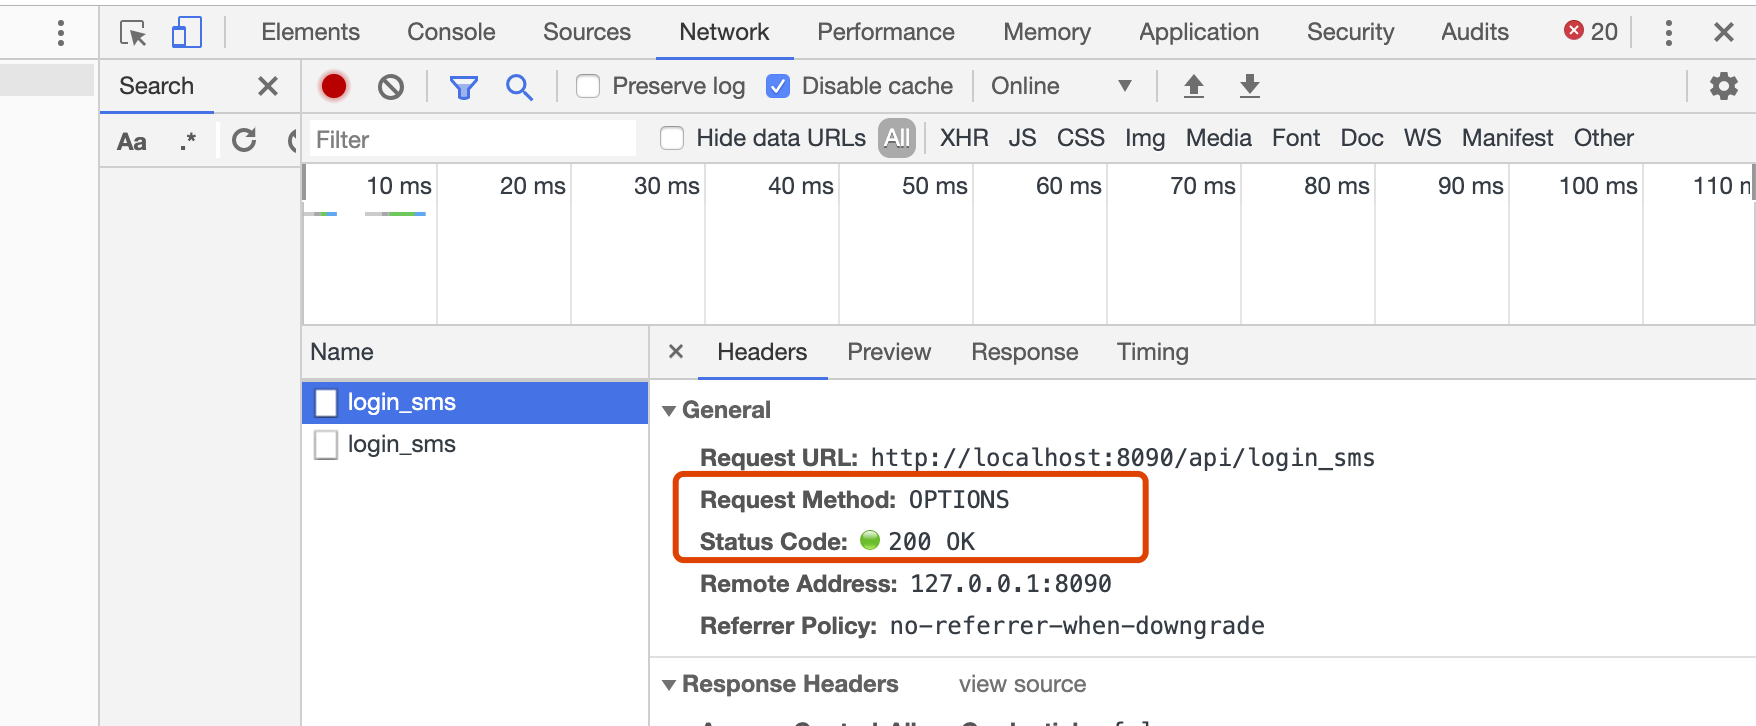 Elements Console Sources Network Performance Memory Application Security Audits 20
Search Preserve log Disable cache Online
Aa .* Filter Hide data URLs All XHR JS CSS Img Media Font Doc WS Manifest Other
10 ms 20 ms 30 ms 40 ms 50 ms 60 ms 70 ms 80 ms 90 ms 100 ms 110
Name Headers Preview Response Timing
login_sms
login_sms
General
Request URL: http://localhost:8090/api/login_sms
Request Method: OPTIONS
Status Code: 200 OK
Remote Address: 127.0.0.1:8090
Referrer Policy: no-referrer-when-downgrade
Response Headers view source